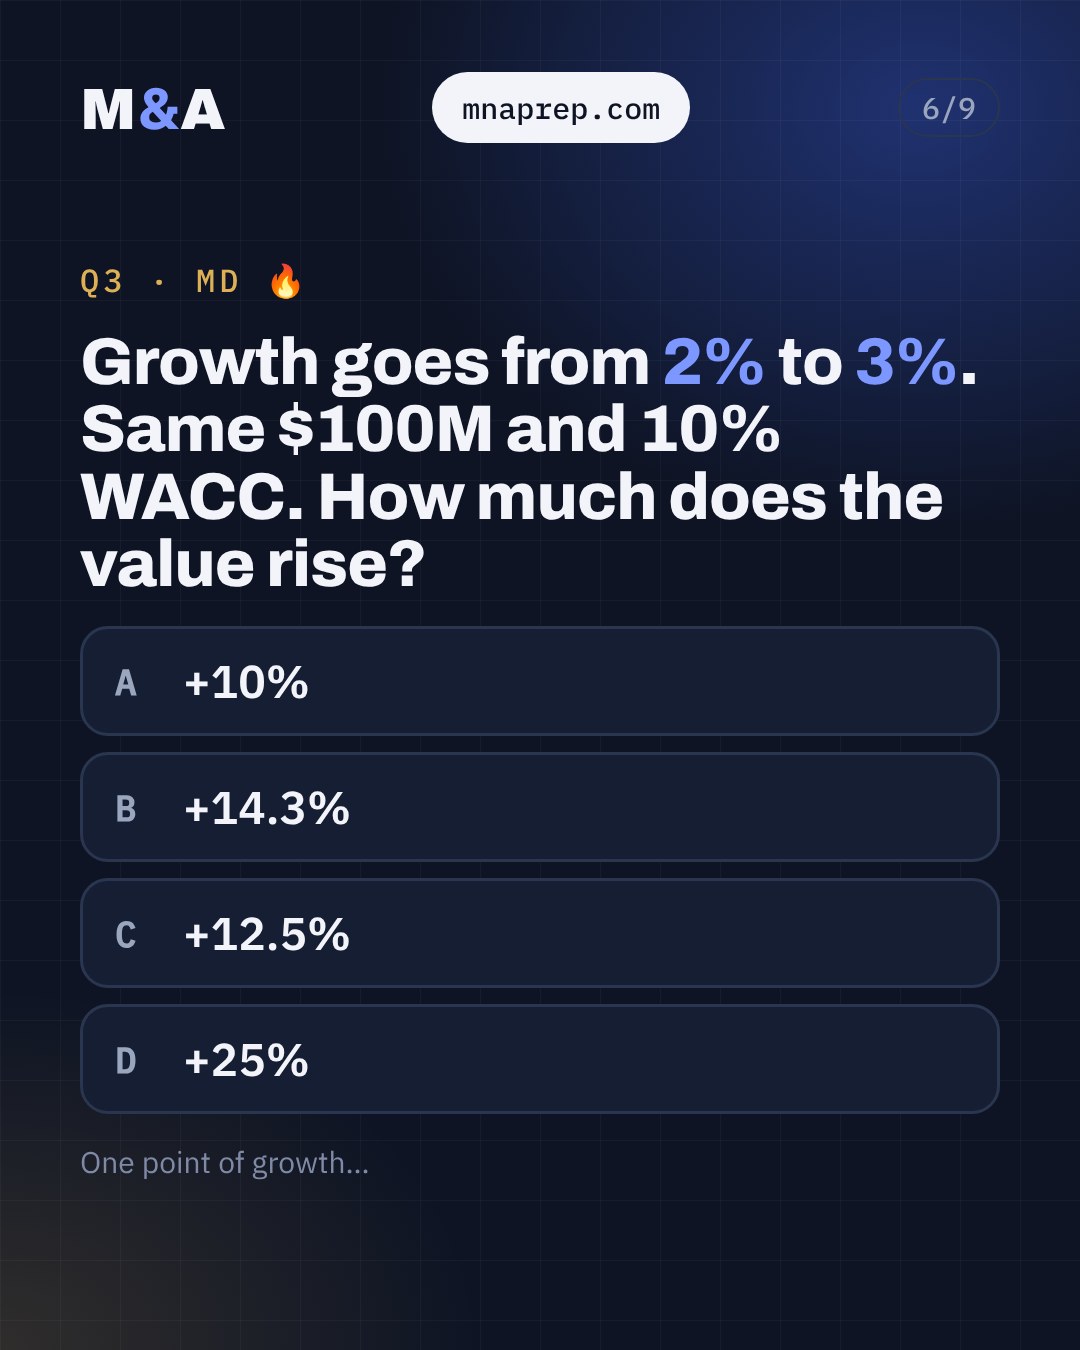 M&A
mnaprep.com
6/9
Q3 · MD 🔥
Growth goes from 2% to 3%.
Same $100M and 10%
WACC. How much does the
value rise?
A +10%
B +14.3%
C +12.5%
D +25%
One point of growth...